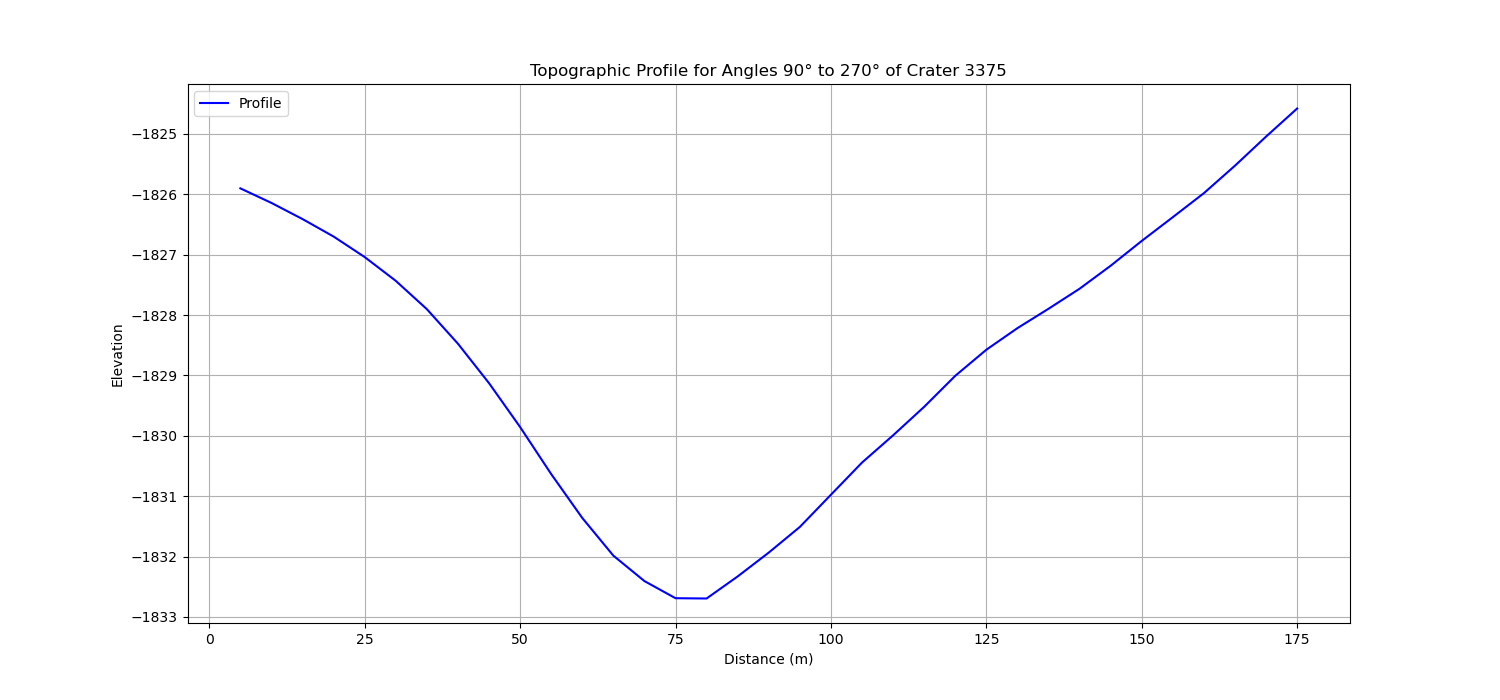 Topographic Profile for Angles 90° to 270° of Crater 3375
Profile
Elevation
−1825
−1826
−1827
−1828
−1829
−1830
−1831
−1832
−1833
0 25 50 75 100 125 150 175
Distance (m)